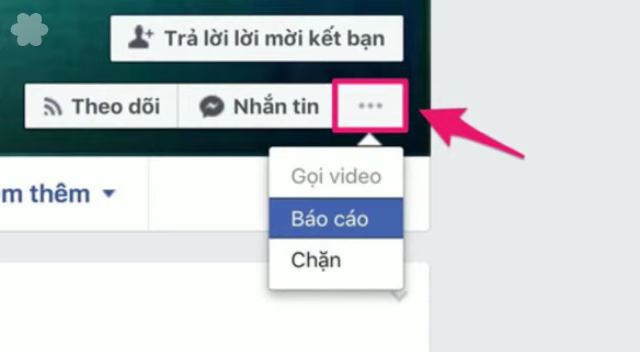 Trả lời lời mời kết bạn
Theo dõi
Nhắn tin
Gọi video
m thêm
Báo cáo
Chặn